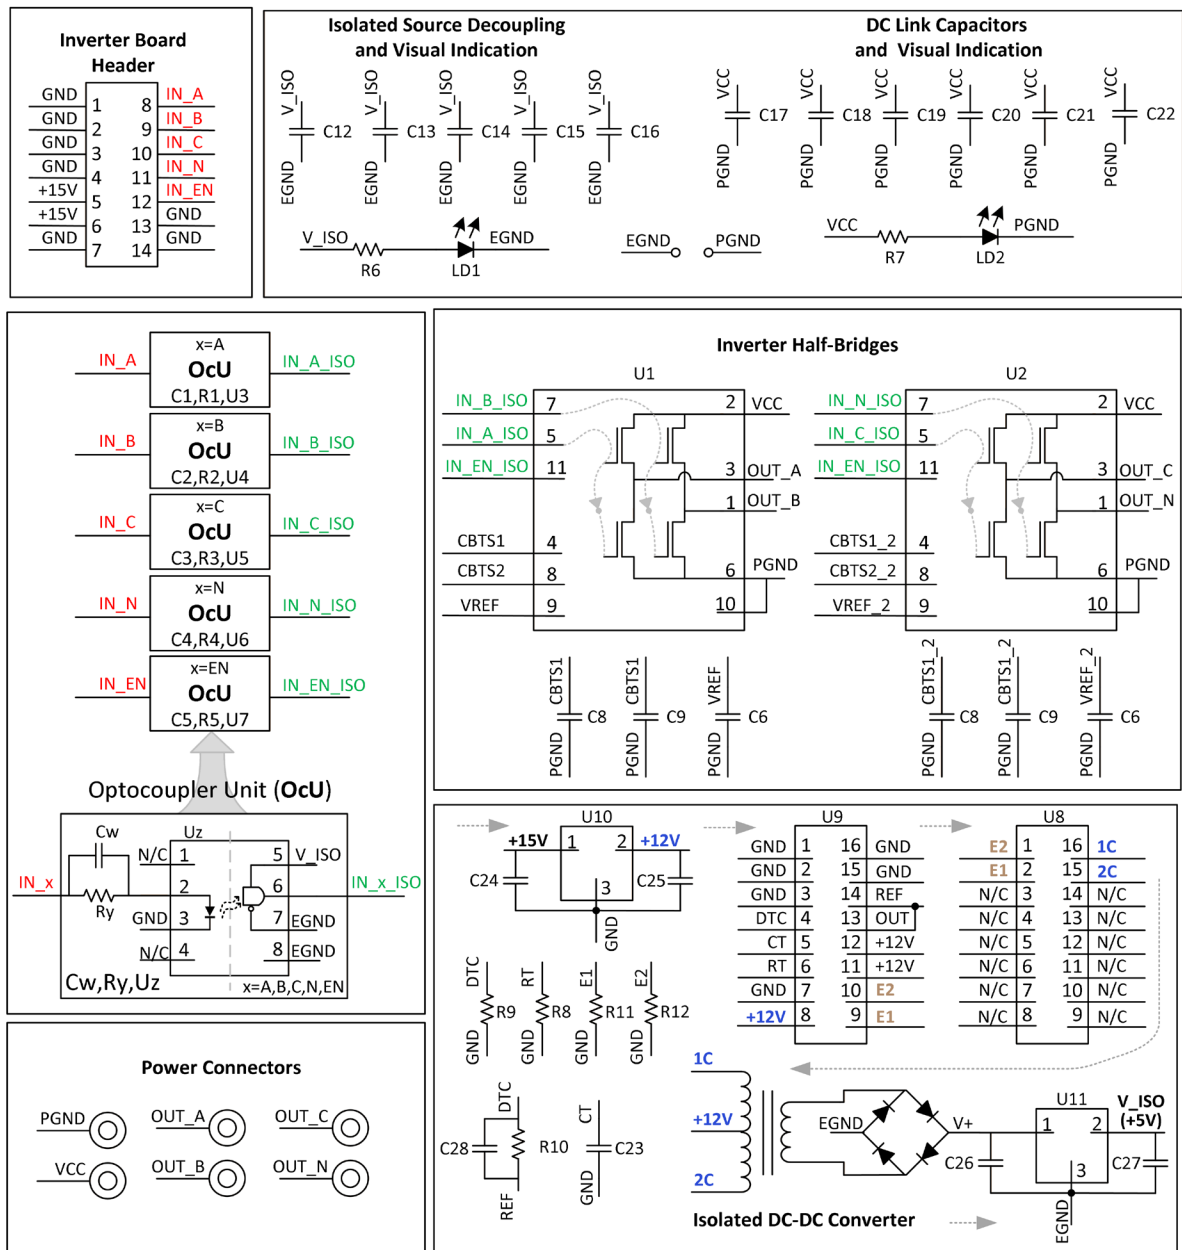 Inverter Board
Header
GND 1 8 IN_A
GND 2 9 IN_B
GND 3 10 IN_C
GND 4 11 IN_N
+15V 5 12 IN_EN
+15V 6 13 GND
GND 7 14 GND
Isolated Source Decoupling
and Visual Indication
V_ISO C12 EGND
V_ISO C13 EGND
V_ISO C14 EGND
V_ISO C15 EGND
V_ISO C16 EGND
V_ISO R6 LD1 EGND
EGND PGND
DC Link Capacitors
and Visual Indication
VCC C17 PGND
VCC C18 PGND
VCC C19 PGND
VCC C20 PGND
VCC C21 PGND
VCC C22 PGND
VCC R7 LD2 PGND
x=A
IN_A OcU IN_A_ISO
C1,R1,U3
x=B
IN_B OcU IN_B_ISO
C2,R2,U4
x=C
IN_C OcU IN_C_ISO
C3,R3,U5
x=N
IN_N OcU IN_N_ISO
C4,R4,U6
x=EN
IN_EN OcU IN_EN_ISO
C5,R5,U7
Optocoupler Unit (OcU)
Cw Uz
N/C 1 5 V_ISO
IN_x Ry 2 6 IN_x_ISO
GND 3 7 EGND
N/C 4 8 EGND
Cw,Ry,Uz x=A,B,C,N,EN
Inverter Half-Bridges
U1
IN_B_ISO 7 2 VCC
IN_A_ISO 5
IN_EN_ISO 11 3 OUT_A
1 OUT_B
CBTS1 4
CBTS2 8 6 PGND
VREF 9 10
U2
IN_N_ISO 7 2 VCC
IN_C_ISO 5
IN_EN_ISO 11 3 OUT_C
1 OUT_N
CBTS1_2 4
CBTS2_2 8 6 PGND
VREF_2 9 10
CBTS1 C8 PGND
CBTS1 C9 PGND
VREF C6 PGND
CBTS1_2 C8 PGND
CBTS1_2 C9 PGND
VREF_2 C6 PGND
Power Connectors
PGND OUT_A OUT_C
VCC OUT_B OUT_N
U10
+15V 1 2 +12V
C24 3 C25
GND
U9
GND 1 16 GND
GND 2 15 GND
GND 3 14 REF
DTC 4 13 OUT
CT 5 12 +12V
RT 6 11 +12V
GND 7 10 E2
+12V 8 9 E1
U8
E2 1 16 1C
E1 2 15 2C
N/C 3 14 N/C
N/C 4 13 N/C
N/C 5 12 N/C
N/C 6 11 N/C
N/C 7 10 N/C
N/C 8 9 N/C
DTC R9 GND
RT R8 GND
E1 R11 GND
E2 R12 GND
DTC C28 R10 REF
CT C23 GND
1C
+12V
2C
EGND V+
U11
1 2 V_ISO
(+5V)
C26 3 C27
EGND
Isolated DC-DC Converter